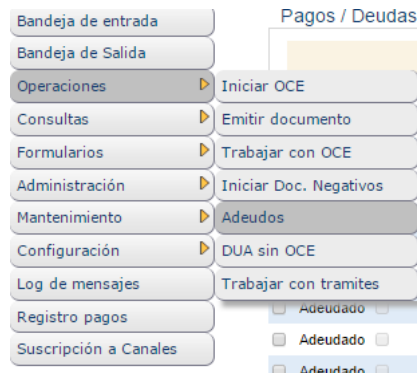 Bandeja de entrada
Bandeja de Salida
Operaciones
Consultas
Formularios
Administración
Mantenimiento
Configuración
Log de mensajes
Registro pagos
Suscripción a Canales
Iniciar OCE
Emitir documento
Trabajar con OCE
Iniciar Doc. Negativos
Adeudos
DUA sin OCE
Trabajar con tramites
Pagos / Deudas
Adeudado
Adeudado
Adeudado